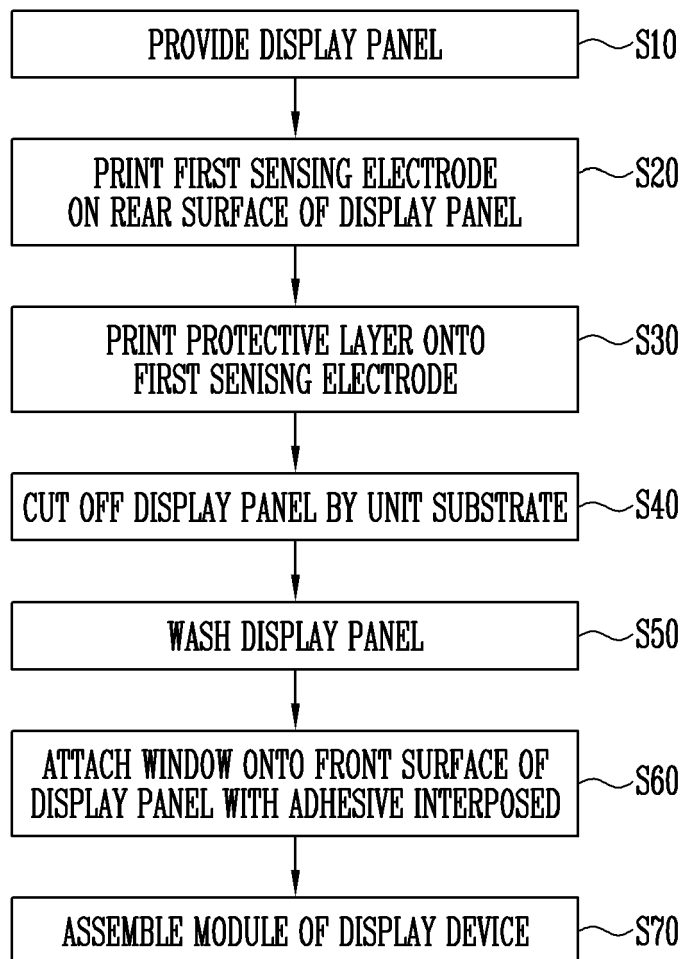 PROVIDE DISPLAY PANEL
S10
PRINT FIRST SENSING ELECTRODE
ON REAR SURFACE OF DISPLAY PANEL
S20
PRINT PROTECTIVE LAYER ONTO
FIRST SENISNG ELECTRODE
S30
CUT OFF DISPLAY PANEL BY UNIT SUBSTRATE
S40
WASH DISPLAY PANEL
S50
ATTACH WINDOW ONTO FRONT SURFACE OF
DISPLAY PANEL WITH ADHESIVE INTERPOSED
S60
ASSEMBLE MODULE OF DISPLAY DEVICE
S70